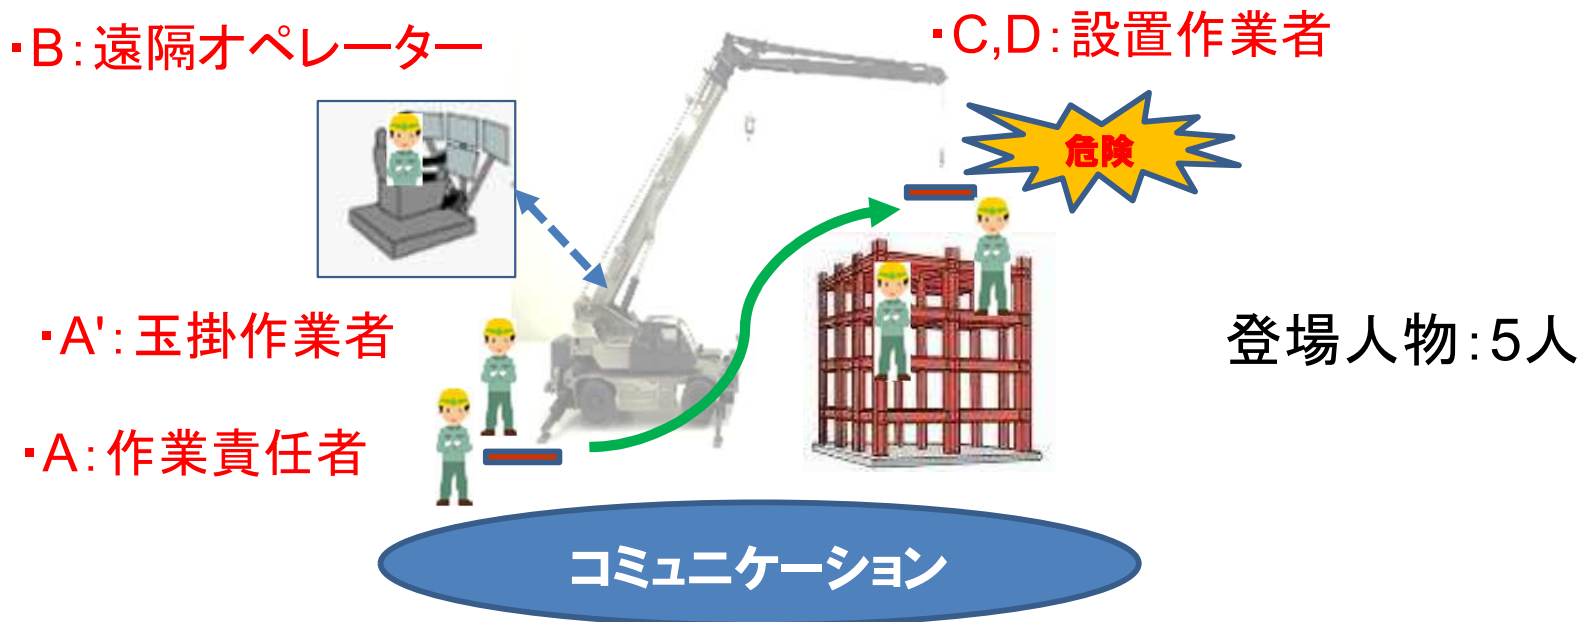 ・B：遠隔オペレーター
・C,D：設置作業者
危険
・A'：玉掛作業者
登場人物：5人
・A：作業責任者
コミュニケーション